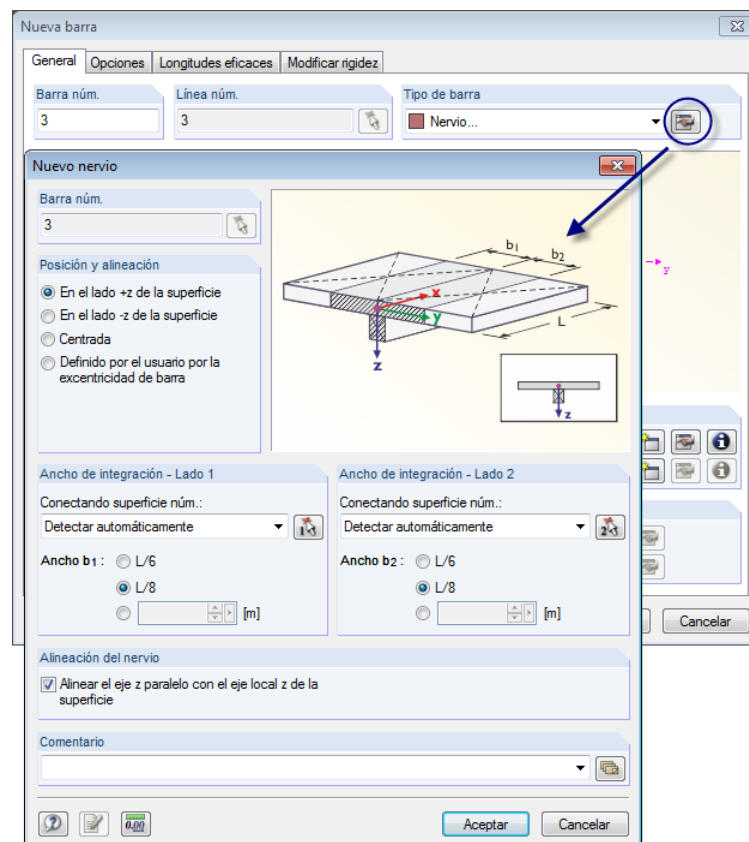 Nueva barra
General Opciones Longitudes eficaces Modificar rigidez
Barra núm. Línea núm. Tipo de barra
3 3 Nervio...
Nuevo nervio
Barra núm.
3
Posición y alineación
En el lado +z de la superficie
En el lado -z de la superficie
Centrada
Definido por el usuario por la
excentricidad de barra
b1 b2
x
y
z
L
z
y
Ancho de integración - Lado 1
Conectando superficie núm.:
Detectar automáticamente
1
Ancho b1 : L/6
L/8
[m]
Ancho de integración - Lado 2
Conectando superficie núm.:
Detectar automáticamente
2
Ancho b2 : L/6
L/8
[m]
Cancelar
Alineación del nervio
Alinear el eje z paralelo con el eje local z de la
superficie
Comentario
0.00
Aceptar Cancelar